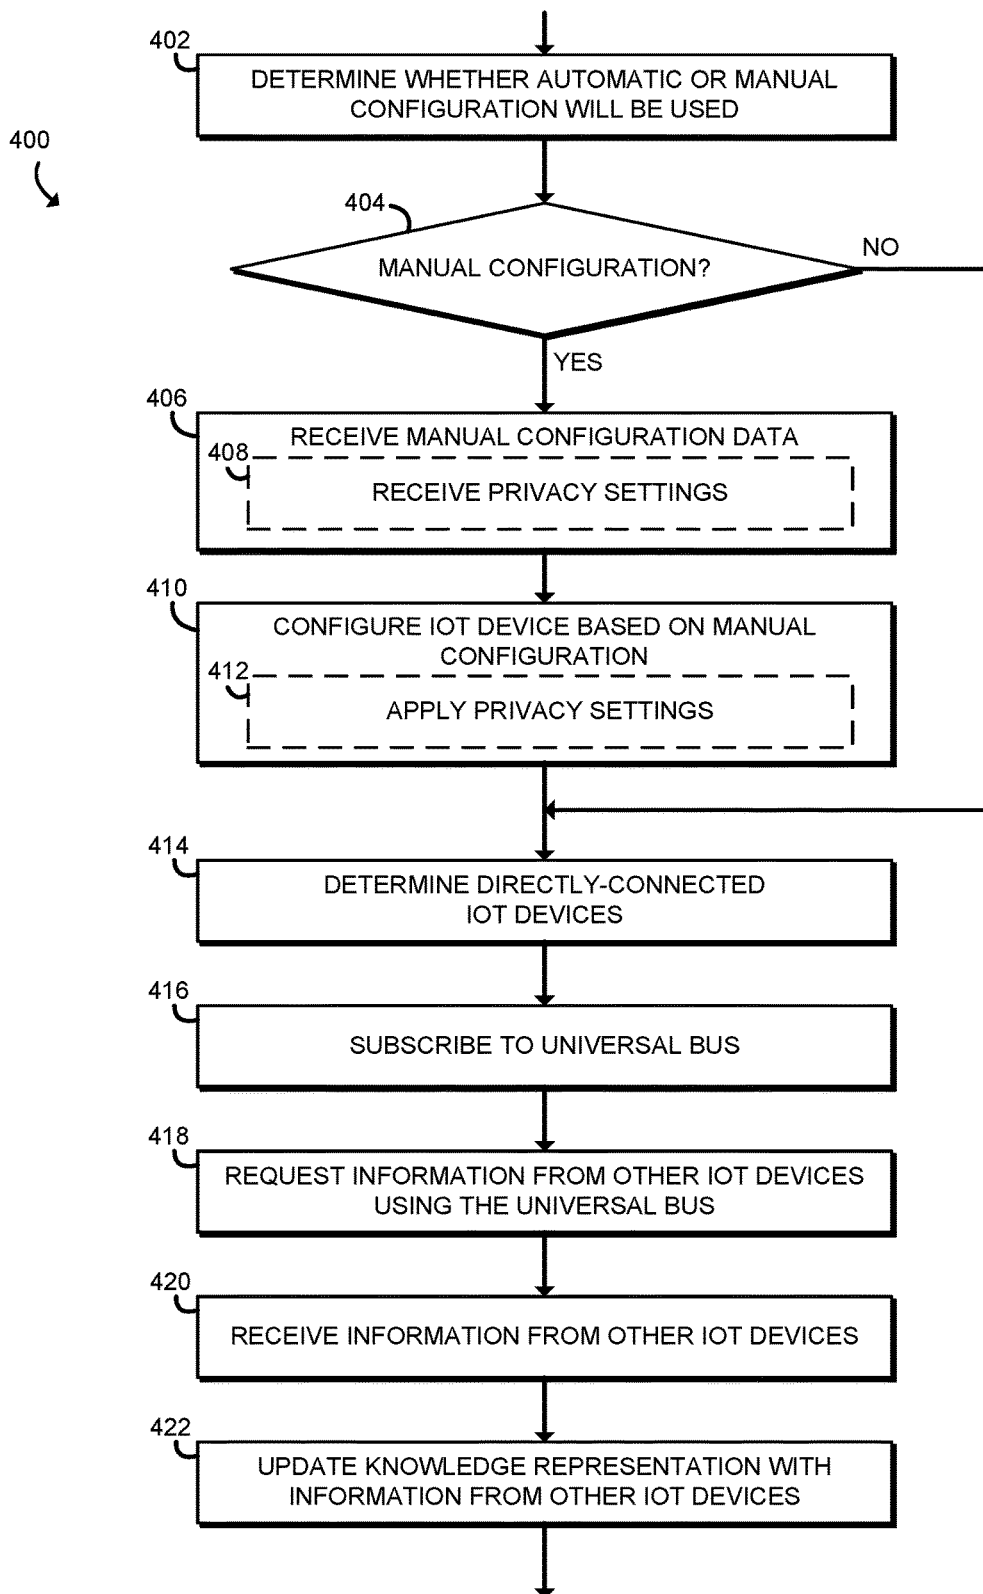 402
DETERMINE WHETHER AUTOMATIC OR MANUAL
CONFIGURATION WILL BE USED
400
404
MANUAL CONFIGURATION?
NO
YES
406
RECEIVE MANUAL CONFIGURATION DATA
408
RECEIVE PRIVACY SETTINGS
410
CONFIGURE IOT DEVICE BASED ON MANUAL
CONFIGURATION
412
APPLY PRIVACY SETTINGS
414
DETERMINE DIRECTLY-CONNECTED
IOT DEVICES
416
SUBSCRIBE TO UNIVERSAL BUS
418
REQUEST INFORMATION FROM OTHER IOT DEVICES
USING THE UNIVERSAL BUS
420
RECEIVE INFORMATION FROM OTHER IOT DEVICES
422
UPDATE KNOWLEDGE REPRESENTATION WITH
INFORMATION FROM OTHER IOT DEVICES